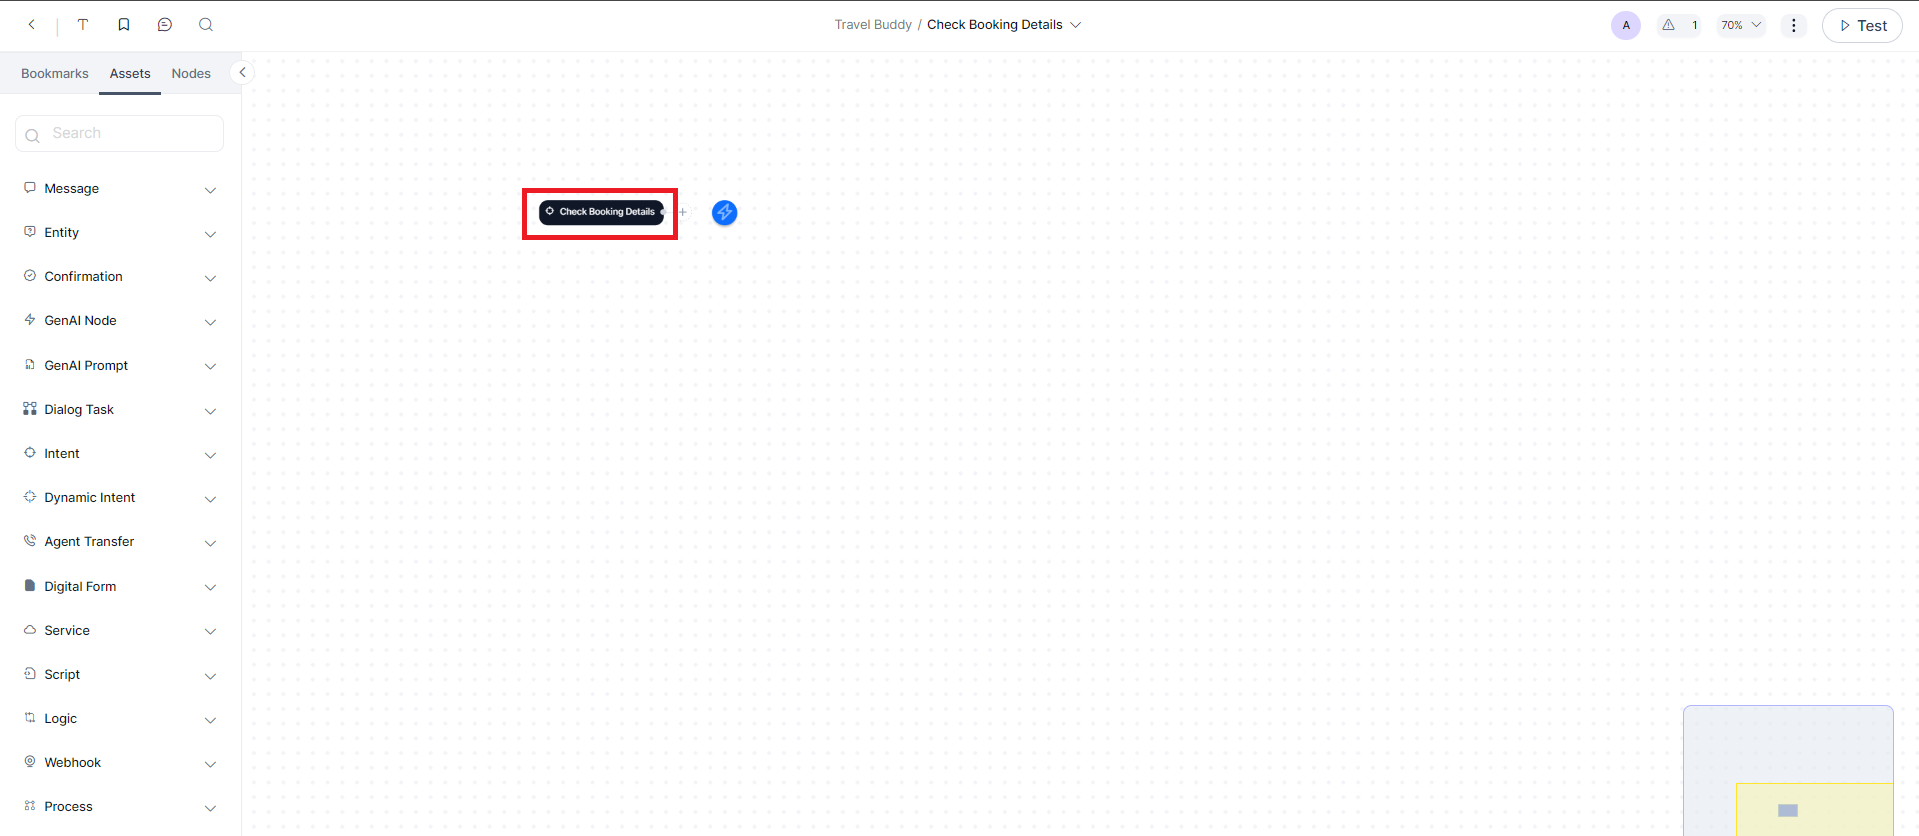 Travel Buddy / Check Booking Details
A
1
70%
Test
Bookmarks Assets Nodes
Search
Message
Entity
Confirmation
GenAI Node
GenAI Prompt
Dialog Task
Intent
Dynamic Intent
Agent Transfer
Digital Form
Service
Script
Logic
Webhook
Process
Check Booking Details